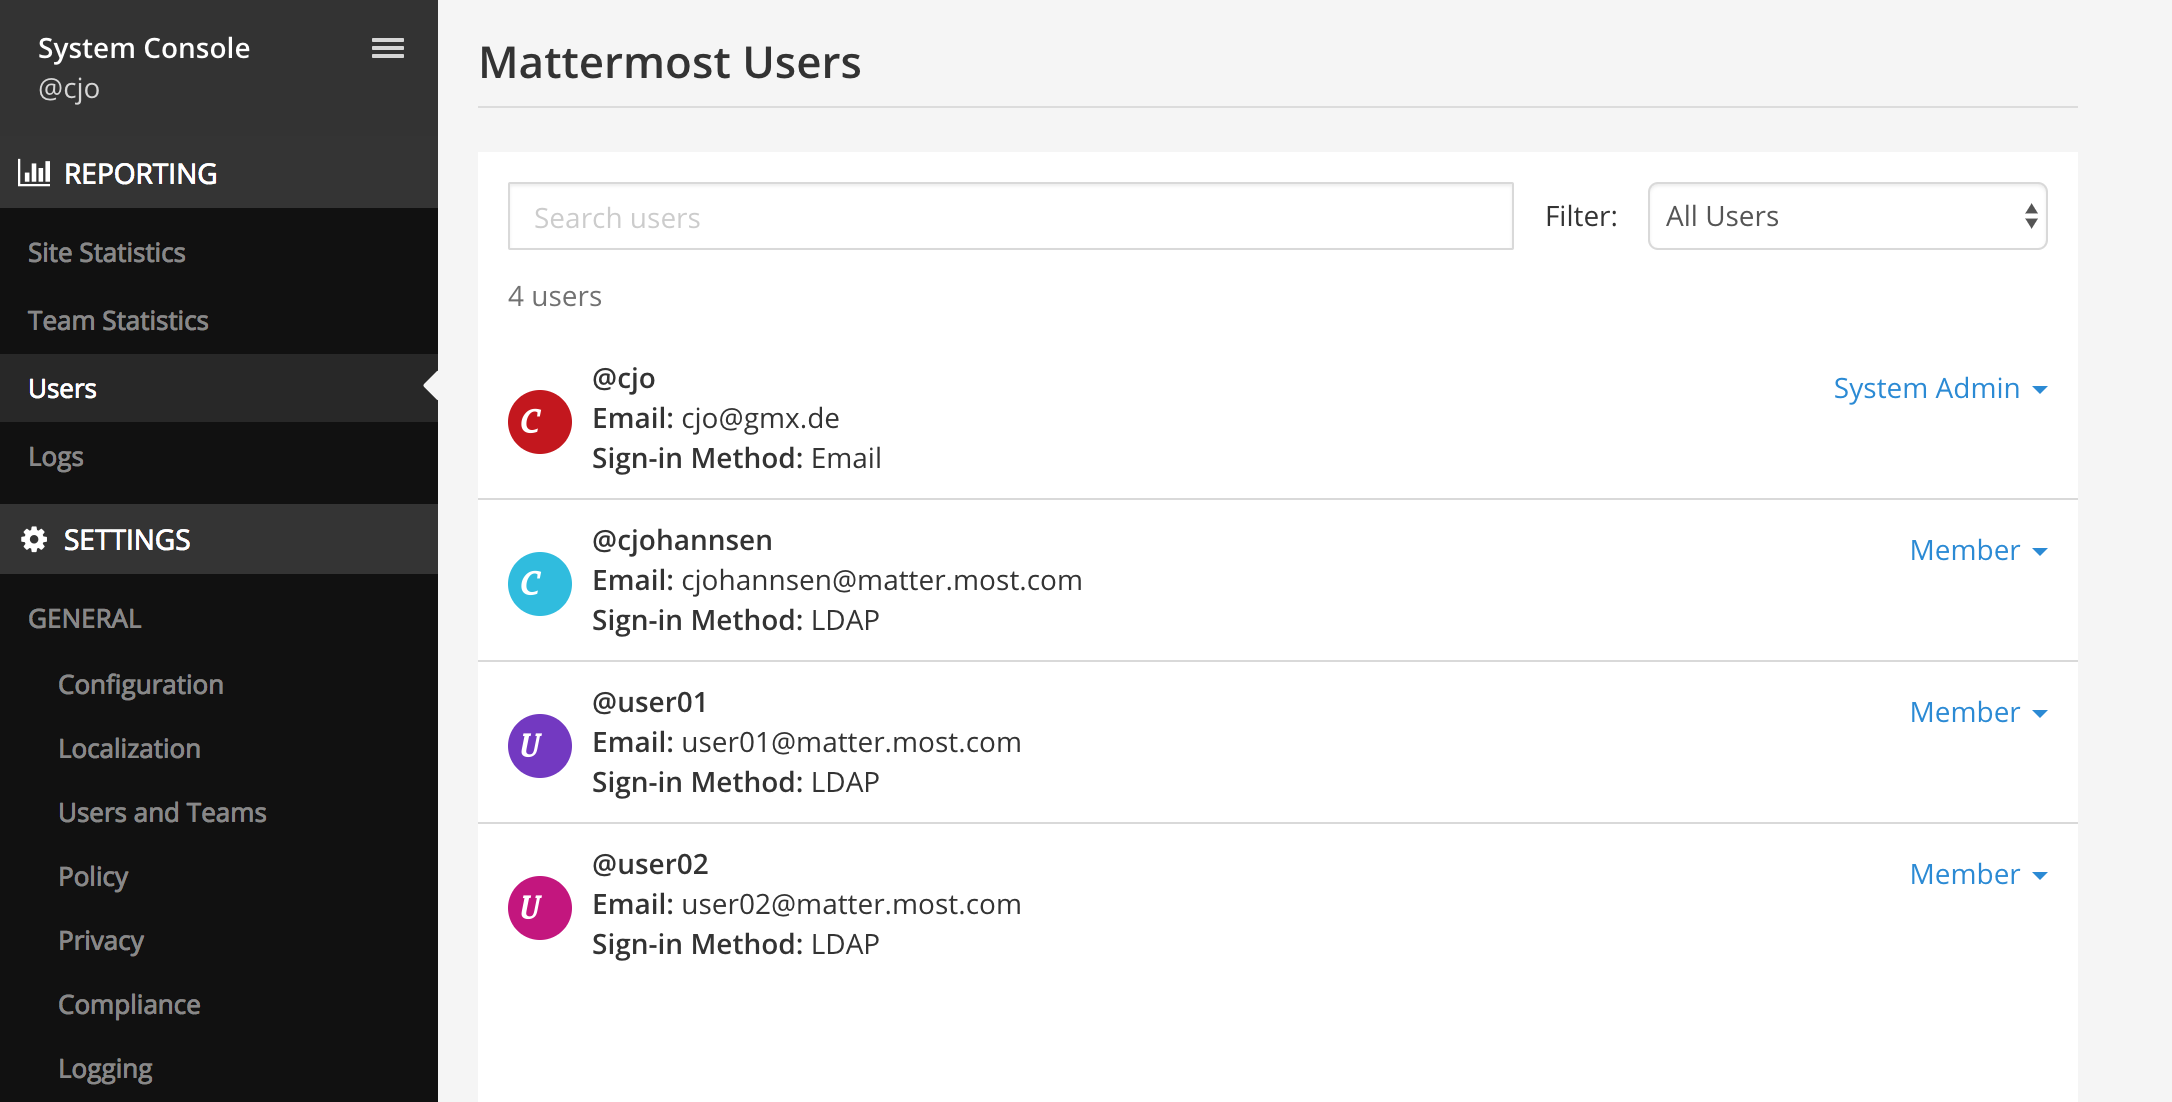 System Console
@cjo
REPORTING
Site Statistics
Team Statistics
Users
Logs
SETTINGS
GENERAL
Configuration
Localization
Users and Teams
Policy
Privacy
Compliance
Logging
Mattermost Users
Search users
Filter: All Users
4 users
C
@cjo
Email: cjo@gmx.de
Sign-in Method: Email
System Admin
C
@cjohannsen
Email: cjohannsen@matter.most.com
Sign-in Method: LDAP
Member
U
@user01
Email: user01@matter.most.com
Sign-in Method: LDAP
Member
U
@user02
Email: user02@matter.most.com
Sign-in Method: LDAP
Member